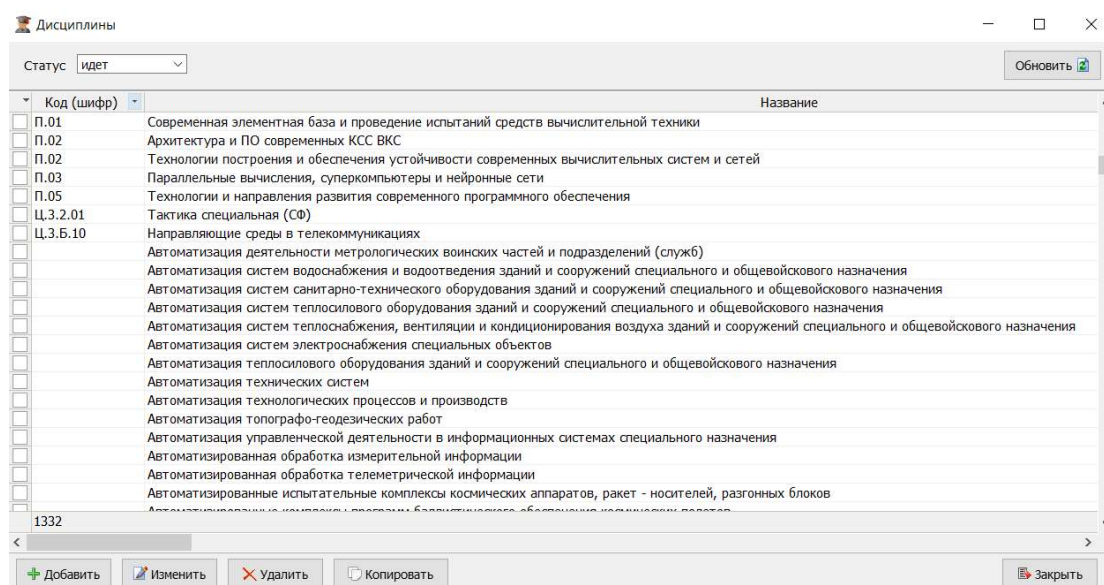 Дисциплины
Статус идет Обновить
Код (шифр) Название
П.01 Современная элементная база и проведение испытаний средств вычислительной техники
П.02 Архитектура и ПО современных КСС ВКС
П.02 Технологии построения и обеспечения устойчивости современных вычислительных систем и сетей
П.03 Параллельные вычисления, суперкомпьютеры и нейронные сети
П.05 Технологии и направления развития современного программного обеспечения
Ц.3.2.01 Тактика специальная (СФ)
Ц.3.Б.10 Направляющие среды в телекоммуникациях
Автоматизация деятельности метрологических воинских частей и подразделений (служб)
Автоматизация систем водоснабжения и водоотведения зданий и сооружений специального и общевойскового назначения
Автоматизация систем санитарно-технического оборудования зданий и сооружений специального и общевойскового назначения
Автоматизация систем теплосилового оборудования зданий и сооружений специального и общевойскового назначения
Автоматизация систем теплоснабжения, вентиляции и кондиционирования воздуха зданий и сооружений специального и общевойскового назначения
Автоматизация систем электроснабжения специальных объектов
Автоматизация теплосилового оборудования зданий и сооружений специального и общевойскового назначения
Автоматизация технических систем
Автоматизация технологических процессов и производств
Автоматизация топографо-геодезических работ
Автоматизация управленческой деятельности в информационных системах специального назначения
Автоматизированная обработка измерительной информации
Автоматизированная обработка телеметрической информации
Автоматизированные испытательные комплексы космических аппаратов, ракет - носителей, разгонных блоков
Автоматизированные комплексы программ баллистического обеспечения космических полетов
1332
Добавить Изменить Удалить Копировать Закрыть